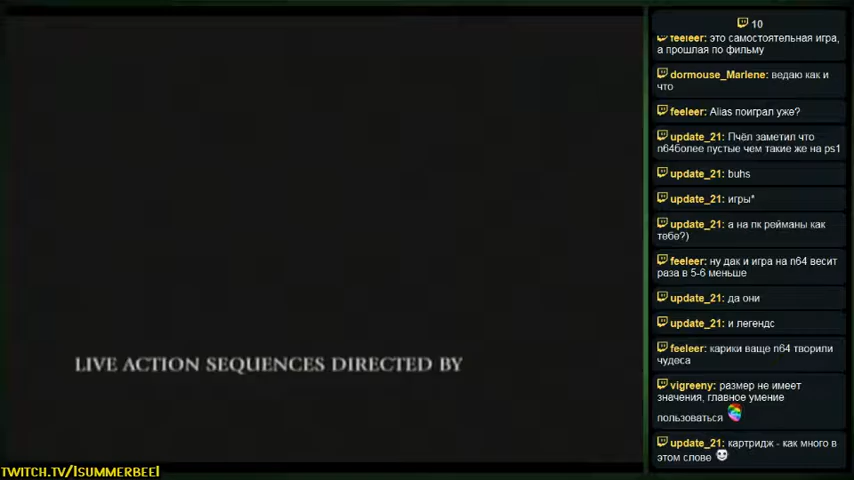 LIVE ACTION SEQUENCES DIRECTED BY
TWITCH.TV/|SUMMERBEE|
10
feeleer: это самостоятельная игра,
а прошлая по фильму
dormouse_Marlene: ведаю как и
что
feeleer: Alias поиграл уже?
update_21: Пчёл заметил что
n64более пустые чем такие же на ps1
update_21: buhs
update_21: игры*
update_21: а на пк рейманы как
тебе?)
feeleer: ну дак и игра на n64 весит
раза в 5-6 меньше
update_21: да они
update_21: и легендс
feeleer: карики ваще n64 творили
чудеса
vigreeny: размер не имеет
значения, главное умение
пользоваться
update_21: картридж - как много в
этом слове